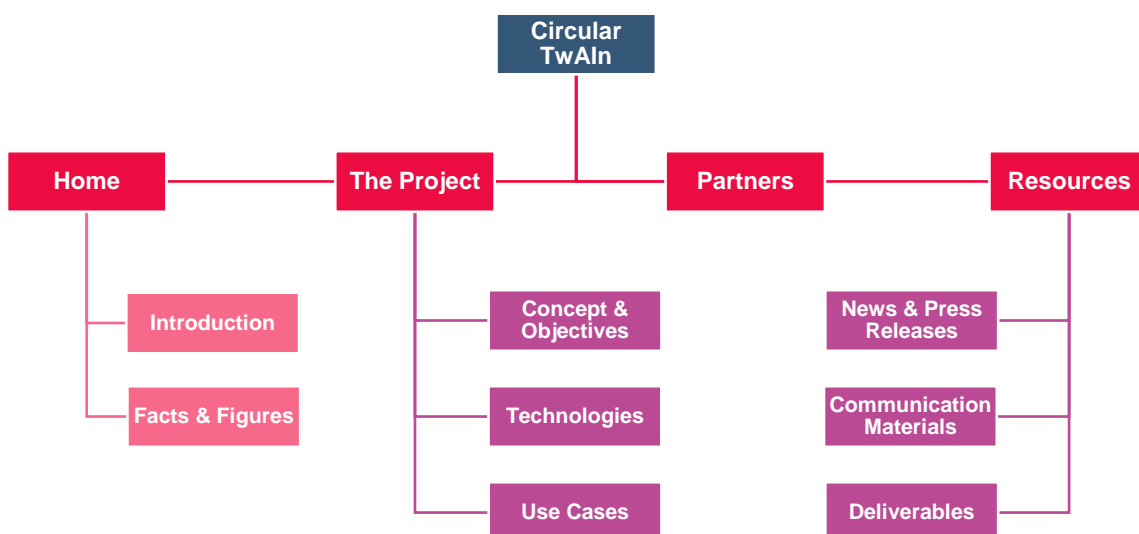 Circular
TwAIn
Home
The Project
Partners
Resources
Introduction
Facts & Figures
Concept &
Objectives
Technologies
Use Cases
News & Press
Releases
Communication
Materials
Deliverables